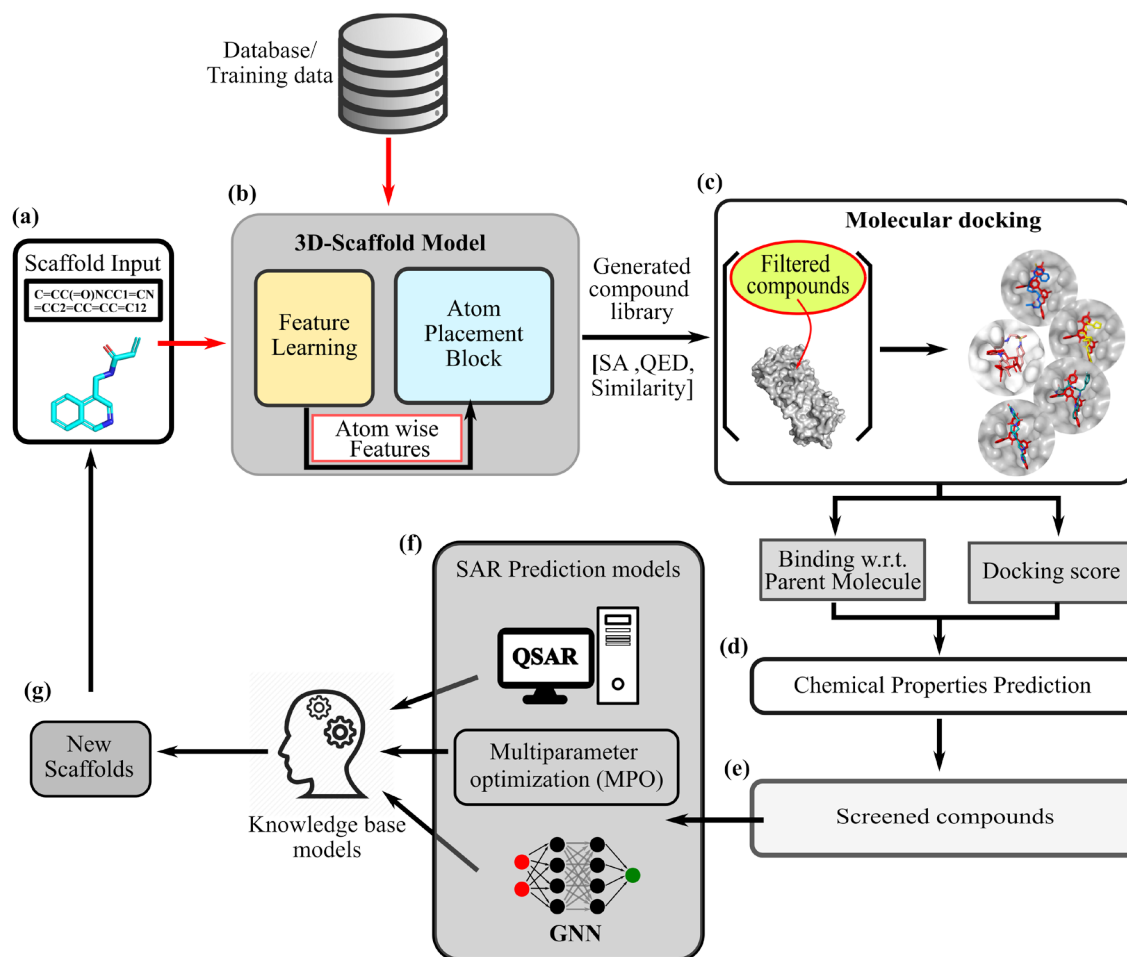 Database/
Training data
(a)
Scaffold Input
C=CC(=O)NCC1=CN
=CC2=CC=CC=C12
(b)
3D-Scaffold Model
Feature
Learning
Atom
Placement
Block
Atom wise
Features
Generated
compound
library
[SA ,QED,
Similarity]
(c)
Molecular docking
Filtered
compounds
Binding w.r.t.
Parent Molecule
Docking score
(d)
Chemical Properties Prediction
(e)
Screened compounds
(f)
SAR Prediction models
QSAR
Multiparameter
optimization (MPO)
GNN
Knowledge base
models
(g)
New
Scaffolds